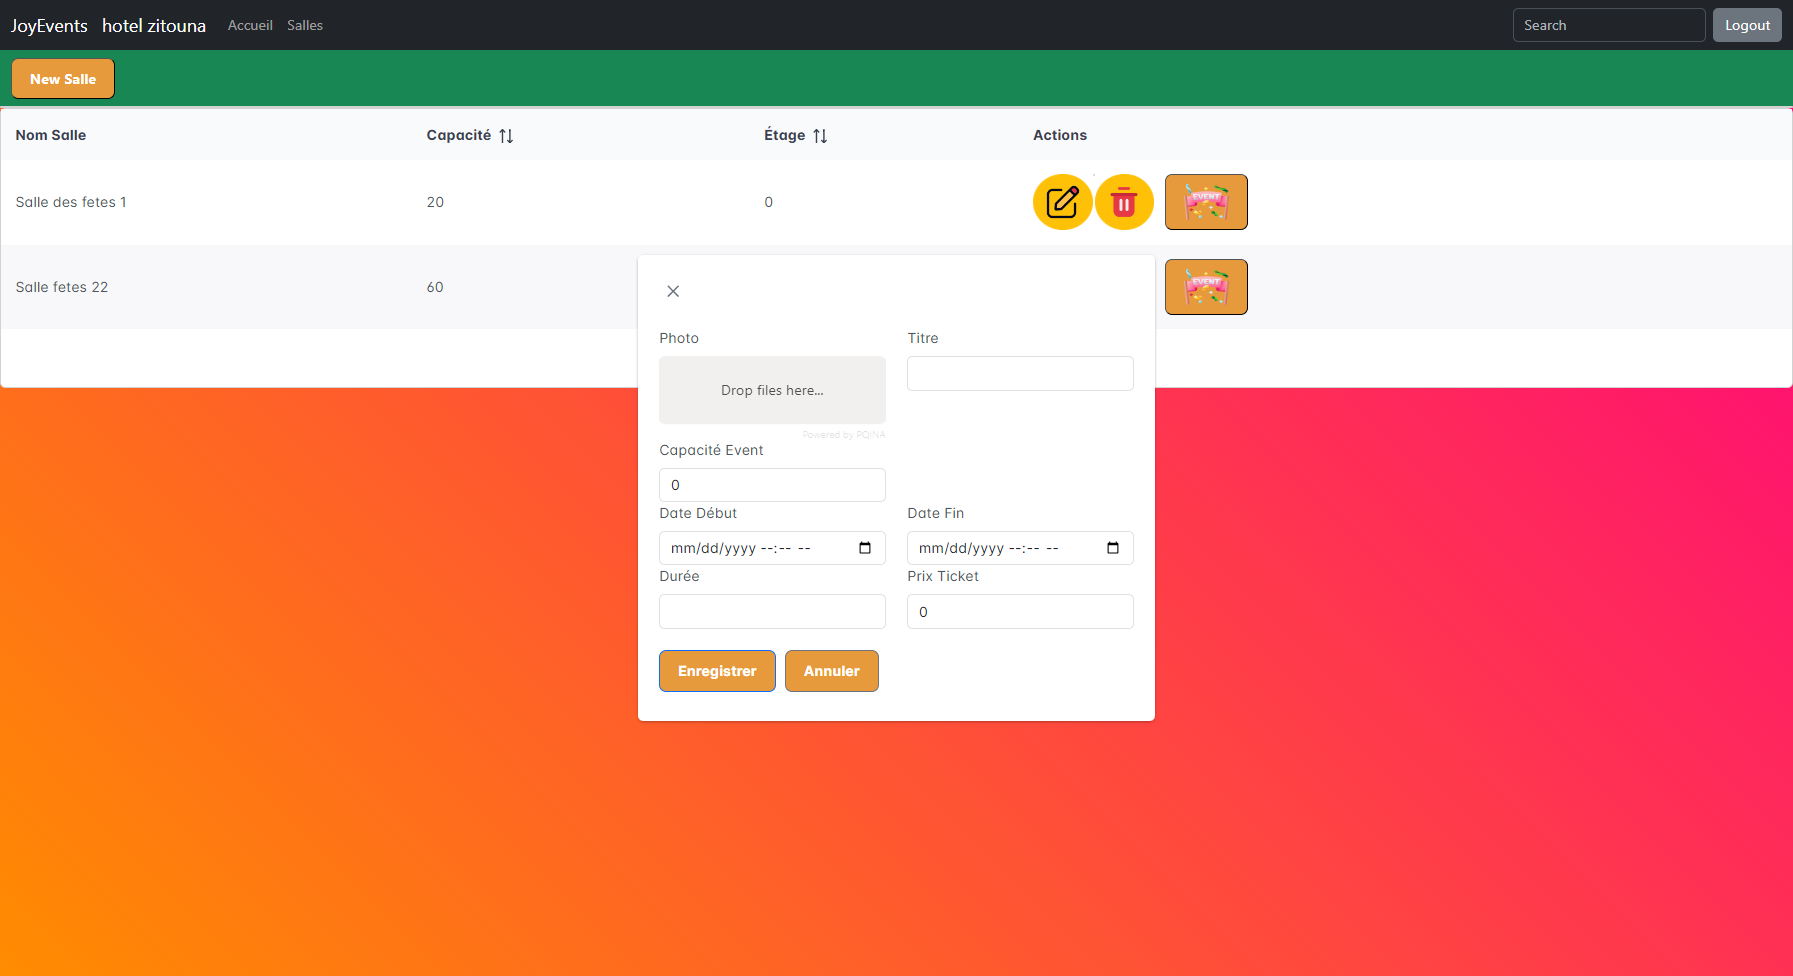 JoyEvents hotel zitouna Accueil Salles Search Logout
New Salle
Nom Salle Capacité Étage Actions
Salle des fetes 1 20 0 EVENT
Salle fetes 22 60 EVENT
Photo Titre
Drop files here...
Powered by PQINA
Capacité Event
0
Date Début Date Fin
mm/dd/yyyy --:-- -- mm/dd/yyyy --:-- --
Durée Prix Ticket
0
Enregistrer Annuler